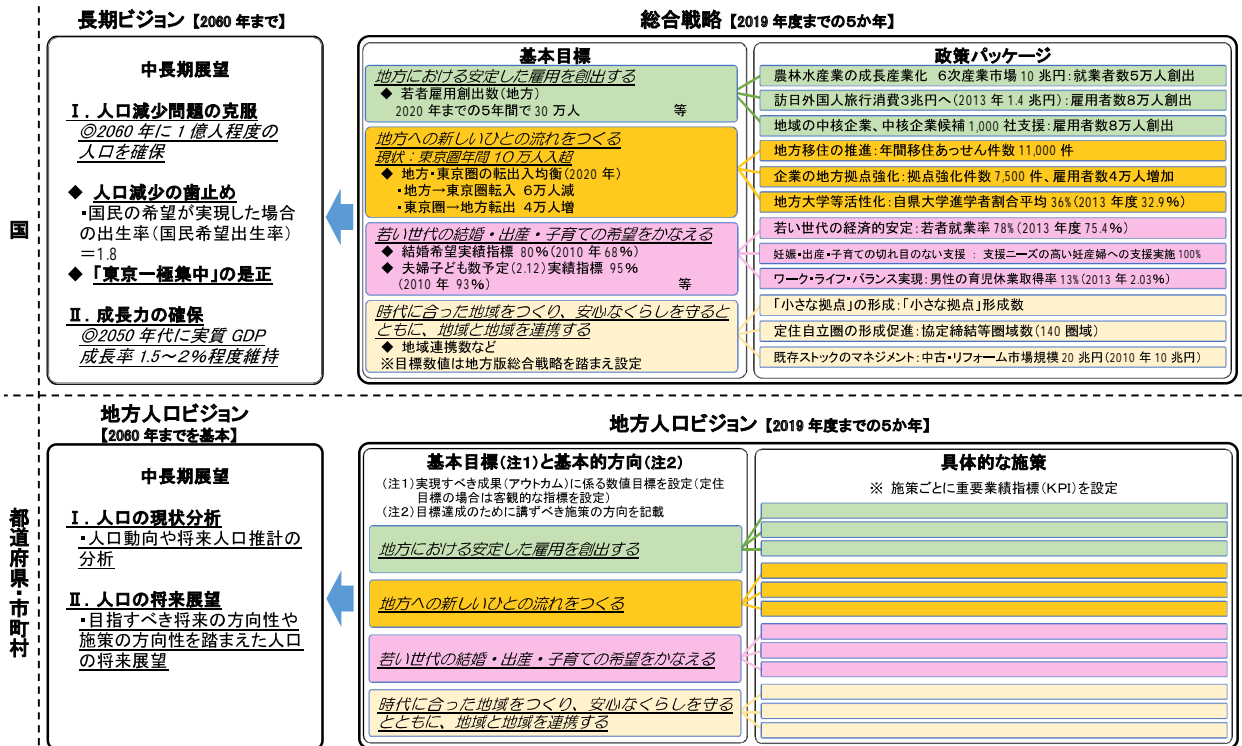 長期ビジョン【2060 年まで】
総合戦略【2019 年度までの5か年】
国
中長期展望
Ⅰ．人口減少問題の克服
◎2060 年に 1 億人程度の
人口を確保
◆ 人口減少の歯止め
・国民の希望が実現した場合
の出生率(国民希望出生率)
＝1.8
◆ 「東京一極集中」の是正
Ⅱ．成長力の確保
◎2050 年代に実質 GDP
成長率 1.5～2%程度維持
基本目標
地方における安定した雇用を創出する
◆ 若者雇用創出数(地方)
2020 年までの5年間で 30 万人 等
地方への新しいひとの流れをつくる
現状：東京圏年間 10 万人入超
◆ 地方・東京圏の転出入均衡(2020 年)
・地方→東京圏転入 6万人減
・東京圏→地方転出 4万人増
若い世代の結婚・出産・子育ての希望をかなえる
◆ 結婚希望実績指標 80%(2010 年 68%)
◆ 夫婦子ども数予定(2.12)実績指標 95%
(2010 年 93%) 等
時代に合った地域をつくり、安心なくらしを守ると
ともに、地域と地域を連携する
◆ 地域連携数など
※目標数値は地方版総合戦略を踏まえ設定
政策パッケージ
農林水産業の成長産業化 6次産業市場 10 兆円：就業者数5万人創出
訪日外国人旅行消費3兆円へ(2013 年 1.4 兆円)：雇用者数8万人創出
地域の中核企業、中核企業候補 1,000 社支援：雇用者数8万人創出
地方移住の推進：年間移住あっせん件数 11,000 件
企業の地方拠点強化：拠点強化件数 7,500 件、雇用者数4万人増加
地方大学等活性化：自県大学進学者割合平均 36%(2013 年度 32.9%)
若い世代の経済的安定：若者就業率 78%(2013 年度 75.4%)
妊娠・出産・子育ての切れ目のない支援 ： 支援ニーズの高い妊産婦への支援実施 100%
ワーク・ライフ・バランス実現：男性の育児休業取得率 13%(2013 年 2.03%)
「小さな拠点」の形成：「小さな拠点」形成数
定住自立圏の形成促進：協定締結等圏域数(140 圏域)
既存ストックのマネジメント：中古・リフォーム市場規模 20 兆円(2010 年 10 兆円)
地方人口ビジョン
【2060 年までを基本】
地方人口ビジョン【2019 年度までの5か年】
都道府県・市町村
中長期展望
Ⅰ．人口の現状分析
・人口動向や将来人口推計の
分析
Ⅱ．人口の将来展望
・目指すべき将来の方向性や
施策の方向性を踏まえた人口
の将来展望
基本目標(注1)と基本的方向(注2)
(注1)実現すべき成果(アウトカム)に係る数値目標を設定(定住
目標の場合は客観的な指標を設定)
(注2)目標達成のために講ずべき施策の方向を記載
地方における安定した雇用を創出する
地方への新しいひとの流れをつくる
若い世代の結婚・出産・子育ての希望をかなえる
時代に合った地域をつくり、安心なくらしを守る
とともに、地域と地域を連携する
具体的な施策
※ 施策ごとに重要業績指標(KPI)を設定